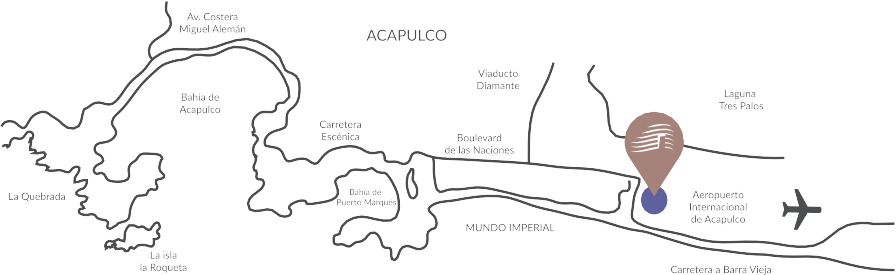 Av. Costera
Miguel Alemán
ACAPULCO
Viaducto
Diamante
Laguna
Tres Palos
Bahía de
Acapulco
Carretera
Escénica
Boulevard
de las Naciones
La Quebrada
Bahía de
Puerto Marqués
Aeropuerto
Internacional
de Acapulco
MUNDO IMPERIAL
La isla
la Roqueta
Carretera a Barra Vieja